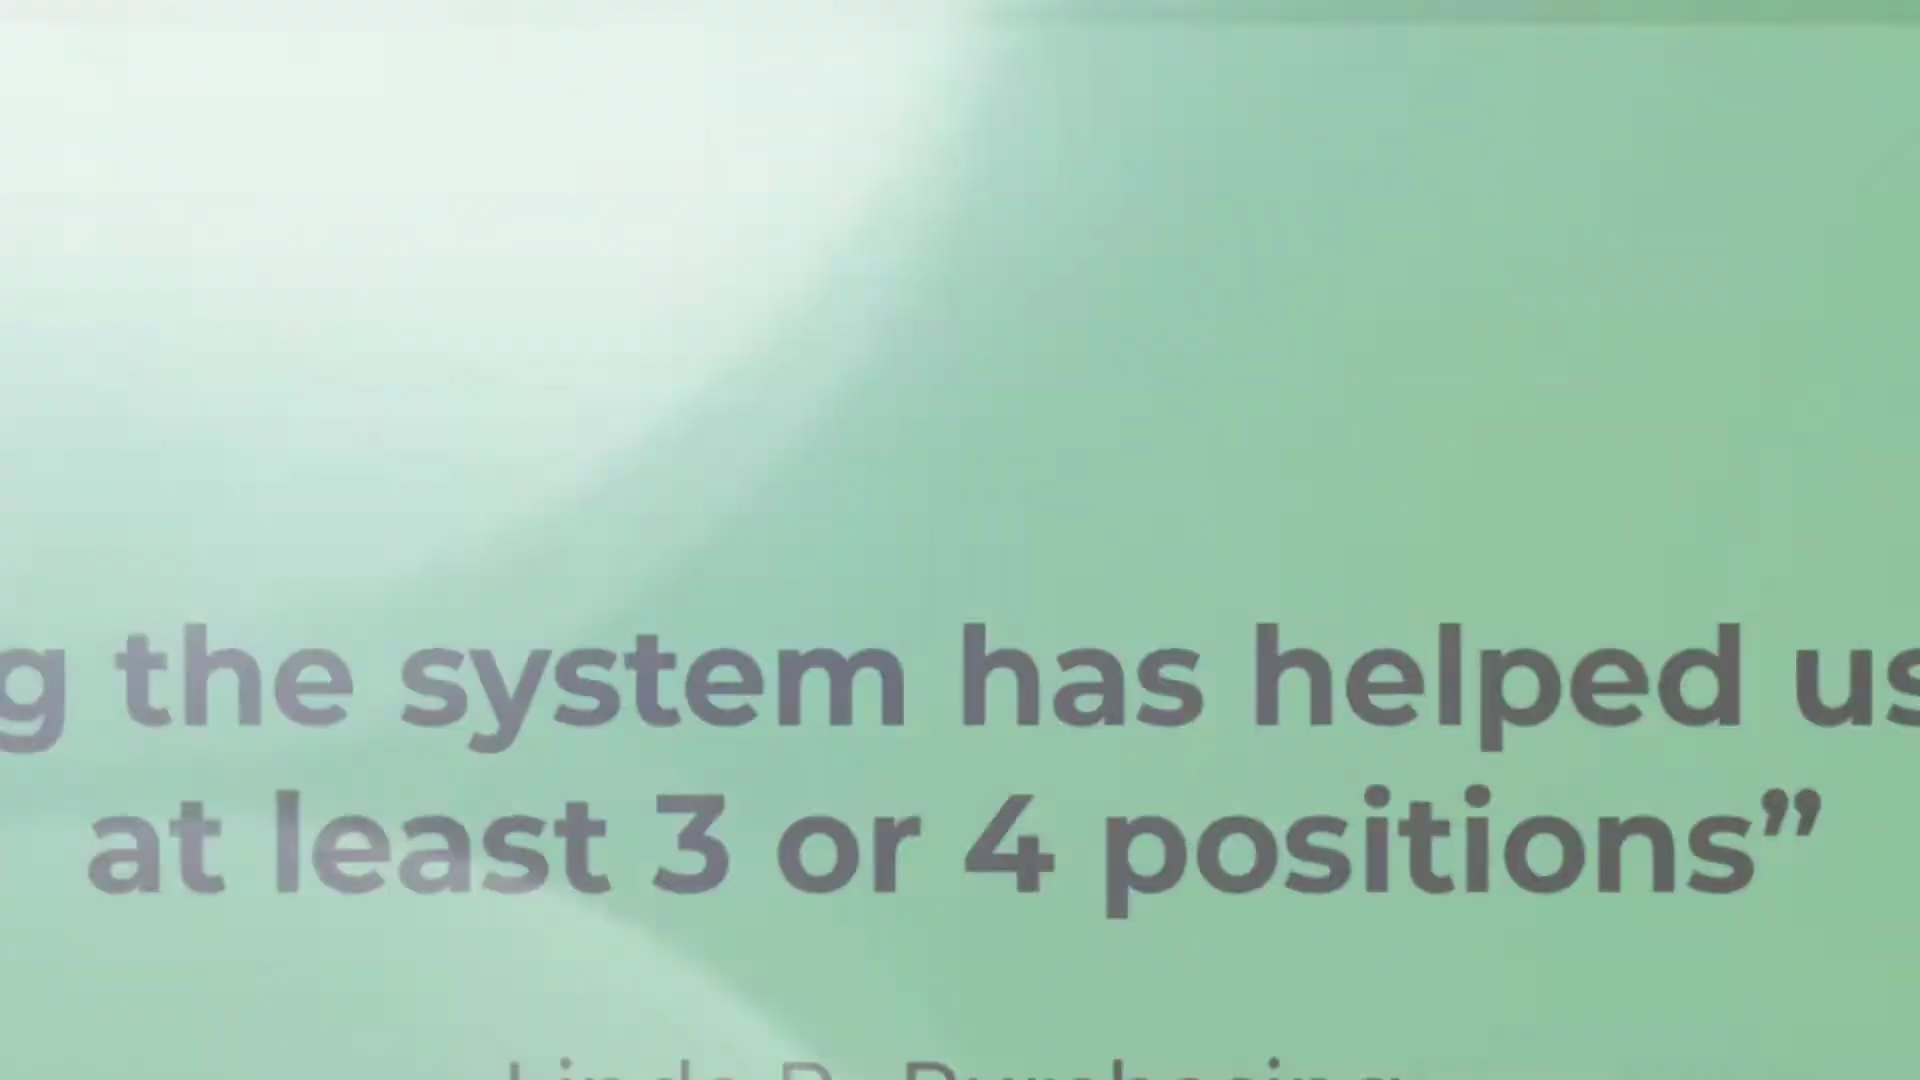 g the system has helped us
at least 3 or 4 positions”